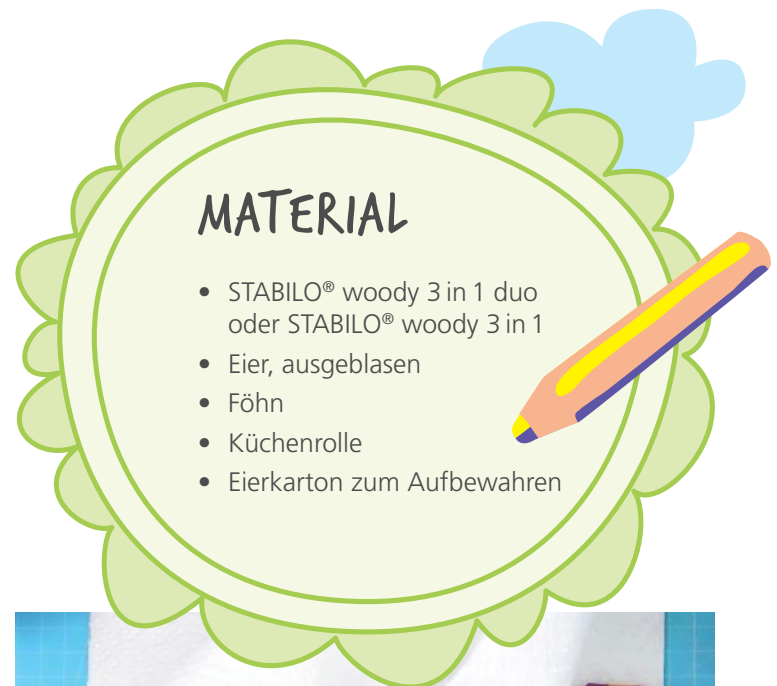 MATERIAL
• STABILO® woody 3 in 1 duo
oder STABILO® woody 3 in 1
• Eier, ausgeblasen
• Föhn
• Küchenrolle
• Eierkarton zum Aufbewahren